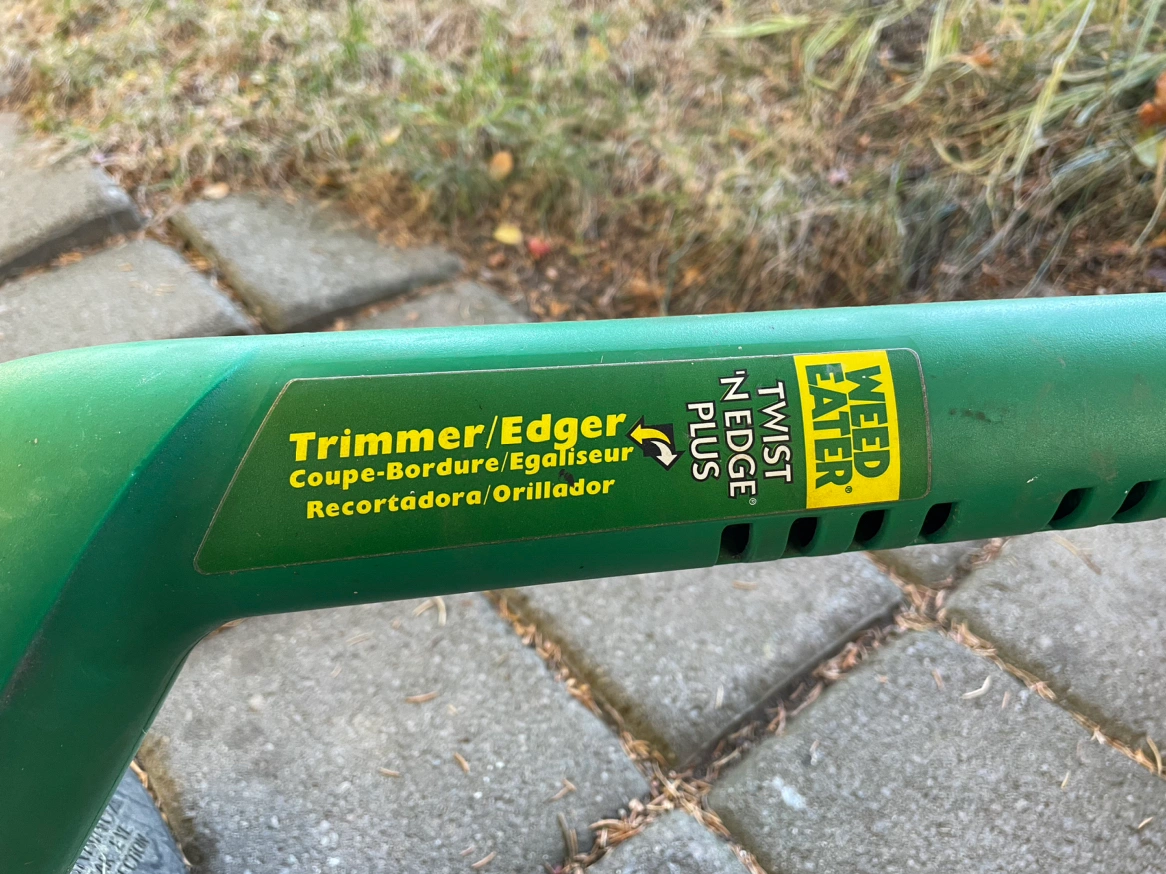 Trimmer/Edger
Coupe-Bordure/Egaliseur
Recortadora/Orillador
WEED
EATER®
TWIST
'N EDGE®
PLUS